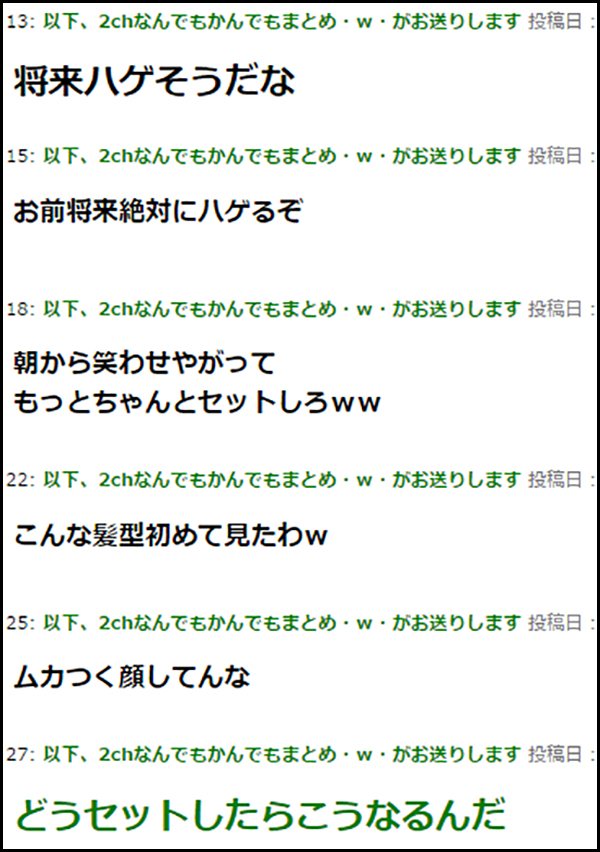 13: 以下、2chなんでもかんでもまとめ・ｗ・がお送りします 投稿日：
将来ハゲそうだな
15: 以下、2chなんでもかんでもまとめ・ｗ・がお送りします 投稿日：
お前将来絶対にハゲるぞ
18: 以下、2chなんでもかんでもまとめ・ｗ・がお送りします 投稿日：
朝から笑わせやがって
もっとちゃんとセットしろｗｗ
22: 以下、2chなんでもかんでもまとめ・ｗ・がお送りします 投稿日：
こんな髪型初めて見たわｗ
25: 以下、2chなんでもかんでもまとめ・ｗ・がお送りします 投稿日：
ムカつく顔してんな
27: 以下、2chなんでもかんでもまとめ・ｗ・がお送りします 投稿日：
どうセットしたらこうなるんだ